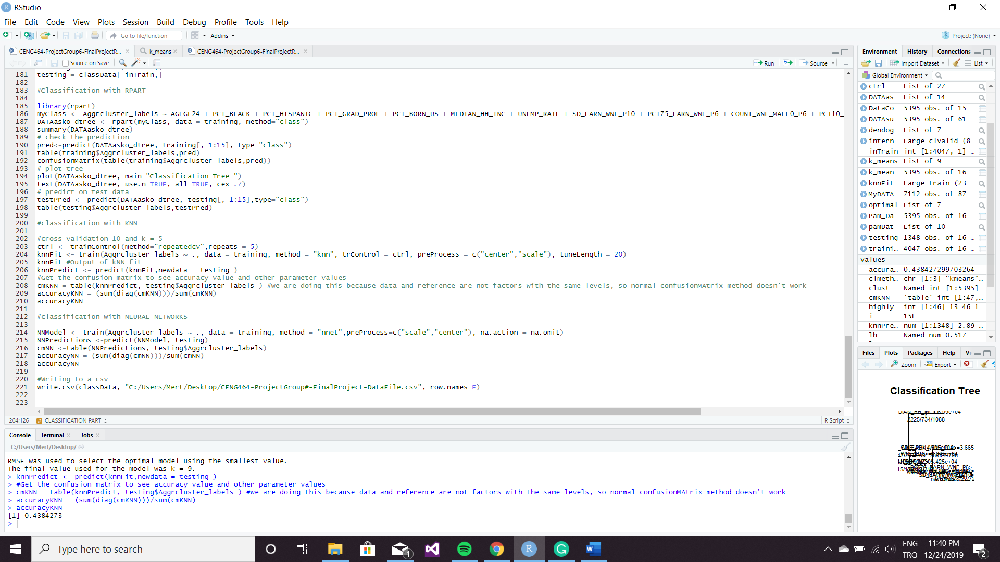 RStudio
File Edit Code View Plots Session Build Debug Profile Tools Help
Go to file/function Addins Project: (None)
CENG464-ProjectGroup6-FinalProjectR... k_means CENG464-ProjectGroup6-FinalProjectR...
Source on Save Run Source
181 testing = classData[-inTrain,]
182
183 #Classification with RPART
184
185 library(rpart)
186 myClass <- Aggrcluster_labels ~ AGEGE24 + PCT_BLACK + PCT_HISPANIC + PCT_GRAD_PROF + PCT_BORN_US + MEDIAN_HH_INC + UNEMP_RATE + SD_EARN_WNE_P10 + PCT75_EARN_WNE_P6 + COUNT_WNE_MALE0_P6 + PCT10_
187 DATAasko_dtree <- rpart(myClass, data = training, method="class")
188 summary(DATAasko_dtree)
189 # check the prediction
190 pred<-predict(DATAasko_dtree, training[, 1:15], type="class")
191 table(training$Aggrcluster_labels,pred)
192 confusionMatrix(table(training$Aggrcluster_labels,pred))
193 # plot tree
194 plot(DATAasko_dtree, main="Classification Tree ")
195 text(DATAasko_dtree, use.n=TRUE, all=TRUE, cex=.7)
196 # predict on test data
197 testPred <- predict(DATAasko_dtree, testing[, 1:15],type="class")
198 table(testing$Aggrcluster_labels,testPred)
199
200 #classification with KNN
201
202 #cross validation 10 and k = 5
203 ctrl <- trainControl(method="repeatedcv",repeats = 5)
204 knnFit <- train(Aggrcluster_labels ~ ., data = training, method = "knn", trControl = ctrl, preProcess = c("center","scale"), tuneLength = 20)
205 knnFit #Output of kNN fit
206 knnPredict <- predict(knnFit,newdata = testing )
207 #Get the confusion matrix to see accuracy value and other parameter values
208 cmKNN = table(knnPredict, testing$Aggrcluster_labels ) #we are doing this because data and reference are not factors with the same levels, so normal confusionMAtrix method doesn't work
209 accuracyKNN = (sum(diag(cmKNN)))/sum(cmKNN)
210 accuracyKNN
211
212 #classification with NEURAL NETWORKS
213
214 NNModel <- train(Aggrcluster_labels ~ ., data = training, method = "nnet",preProcess=c("scale","center"), na.action = na.omit)
215 NNPredictions <-predict(NNModel, testing)
216 cmNN <-table(NNPredictions, testing$Aggrcluster_labels)
217 accuracyNN = (sum(diag(cmNN)))/sum(cmNN)
218 accuracyNN
219
220 #Writing to a csv
221 write.csv(classData, "C:/Users/Mert/Desktop/CENG464-ProjectGroup#-FinalProject-DataFile.csv", row.names=F)
222
223
204:126 # CLASSIFICATION PART R Script
Console Terminal Jobs
C:/Users/Mert/Desktop/
RMSE was used to select the optimal model using the smallest value.
The final value used for the model was k = 9.
> knnPredict <- predict(knnFit,newdata = testing )
> #Get the confusion matrix to see accuracy value and other parameter values
> cmKNN = table(knnPredict, testing$Aggrcluster_labels ) #we are doing this because data and reference are not factors with the same levels, so normal confusionMAtrix method doesn't work
> accuracyKNN = (sum(diag(cmKNN)))/sum(cmKNN)
> accuracyKNN
[1] 0.4384273
>
Environment History Connections
Import Dataset List
Global Environment
ctrl List of 27
DATAas... List of 14
DataCo... 5395 obs. of 15 ...
DATAsu 5395 obs. of 61 ...
dendog... List of 7
intern Large clValid (8...
inTrain int [1:4047, 1] ...
k_means List of 9
k_mean... 5395 obs. of 16 ...
knnFit Large train (23 ...
MyDATA 7112 obs. of 87 ...
optimal List of 7
Pam_Da... 5395 obs. of 16 ...
pamDat List of 10
testing 1348 obs. of 16 ...
traini... 4047 obs. of 16 ...
Values
accura... 0.438427299703264
clmeth... chr [1:3] "kmeans"...
clust Named int [1:5395]...
cmKNN 'table' int [1:47,...
highly... int [1:46] 13 46 1...
i 15L
knnPre... num [1:1348] 2.89 ...
lh Named num 0.517
Files Plots Packages Help Vi
Zoom Export
Classification Tree
2225/734/1088
Type here to search
1
ENG 11:40 PM
TRQ 12/24/2019
2